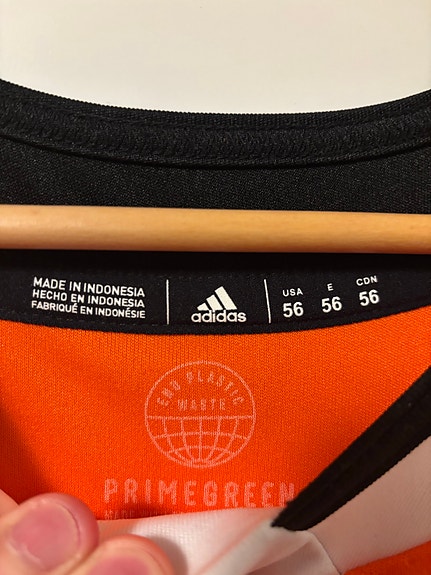 MADE IN INDONESIA
HECHO EN INDONESIA
FABRIQUÉ EN INDONÉSIE
adidas
USA E CDN
56 56 56
END PLASTIC
WASTE
PRIMEGREEN
MADE